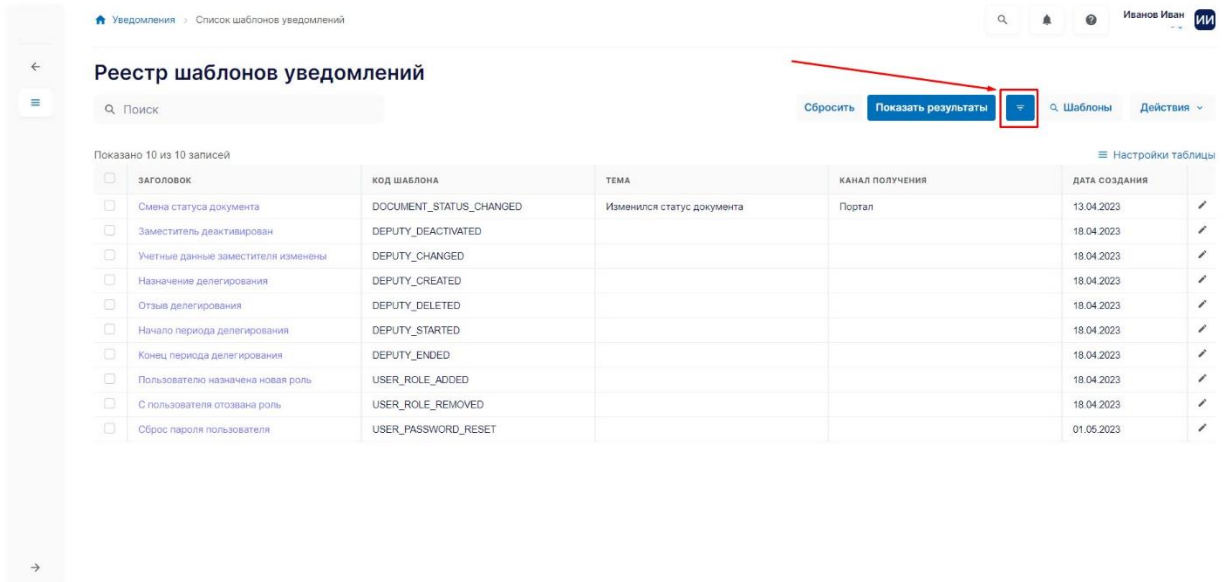 Уведомления > Список шаблонов уведомлений
Иванов Иван
ИИ
Реестр шаблонов уведомлений
Поиск
Сбросить Показать результаты Шаблоны Действия
Показано 10 из 10 записей
Настройки таблицы
ЗАГОЛОВОК КОД ШАБЛОНА ТЕМА КАНАЛ ПОЛУЧЕНИЯ ДАТА СОЗДАНИЯ
Смена статуса документа DOCUMENT_STATUS_CHANGED Изменился статус документа Портал 13.04.2023
Заместитель деактивирован DEPUTY_DEACTIVATED 18.04.2023
Учетные данные заместителя изменены DEPUTY_CHANGED 18.04.2023
Назначение делегирования DEPUTY_CREATED 18.04.2023
Отзыв делегирования DEPUTY_DELETED 18.04.2023
Начало периода делегирования DEPUTY_STARTED 18.04.2023
Конец периода делегирования DEPUTY_ENDED 18.04.2023
Пользователю назначена новая роль USER_ROLE_ADDED 18.04.2023
С пользователя отозвана роль USER_ROLE_REMOVED 18.04.2023
Сброс пароля пользователя USER_PASSWORD_RESET 01.05.2023